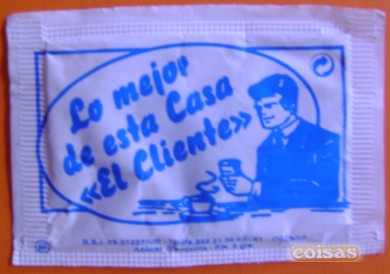 Lo mejor
de esta Casa
«El Cliente»
coisas